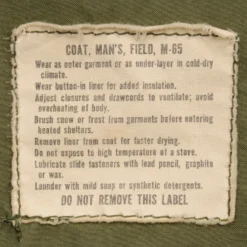 COAT, MAN'S, FIELD, M-65
Wear as outer garment or as under-layer in cold-dry
climate.
Wear button-in liner for added insulation.
Adjust closures and drawcords to ventilate; avoid
overheating of body.
Brush snow or frost from garments before entering
heated shelters.
Remove liner from coat for faster drying.
Do not expose to high temperature of a stove.
Lubricate slide fasteners with lead pencil, graphite
or wax.
Launder with mild soap or synthetic detergents.
DO NOT REMOVE THIS LABEL